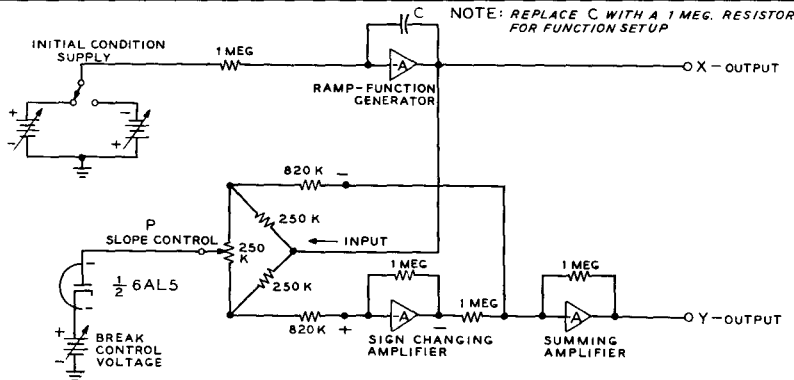 NOTE: REPLACE C WITH A 1 MEG. RESISTOR
FOR FUNCTION SETUP
C
INITIAL CONDITION
SUPPLY
1 MEG
-A
X-OUTPUT
RAMP-FUNCTION
GENERATOR
+
-
-
+
820 K
-
250 K
P
SLOPE CONTROL
250
K
INPUT
250 K
1/2 6AL5
-
-
1 MEG
1 MEG
1 MEG
820K
+
-A
-
-A
Y-OUTPUT
SIGN CHANGING
AMPLIFIER
SUMMING
AMPLIFIER
+
-
BREAK
CONTROL
VOLTAGE